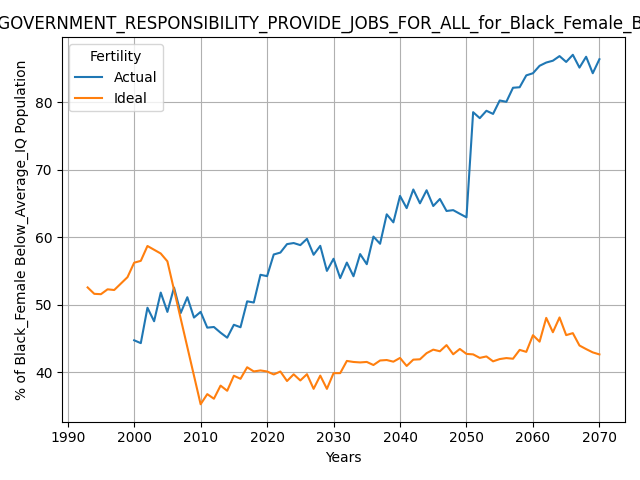 GOVERNMENT_RESPONSIBILITY_PROVIDE_JOBS_FOR_ALL_for_Black_Female_B
Fertility
Actual
Ideal
% of Black_Female Below_Average_IQ Population
80
70
60
50
40
1990 2000 2010 2020 2030 2040 2050 2060 2070
Years